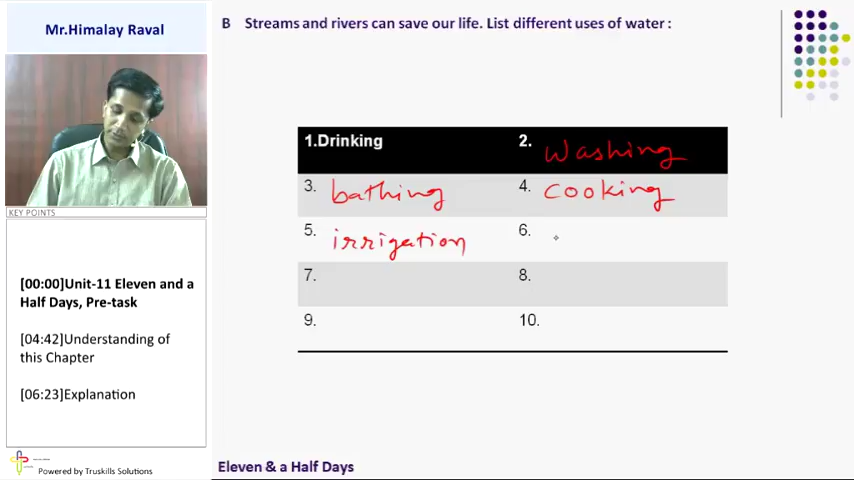 Mr.Himalay Raval
KEY POINTS
[00:00]Unit-11 Eleven and a
Half Days, Pre-task
[04:42]Understanding of
this Chapter
[06:23]Explanation
Powered by Truskills Solutions
B Streams and rivers can save our life. List different uses of water :
1.Drinking 2. Washing
3. bathing 4. cooking
5. irrigation 6.
7. 8.
9. 10.
Eleven & a Half Days